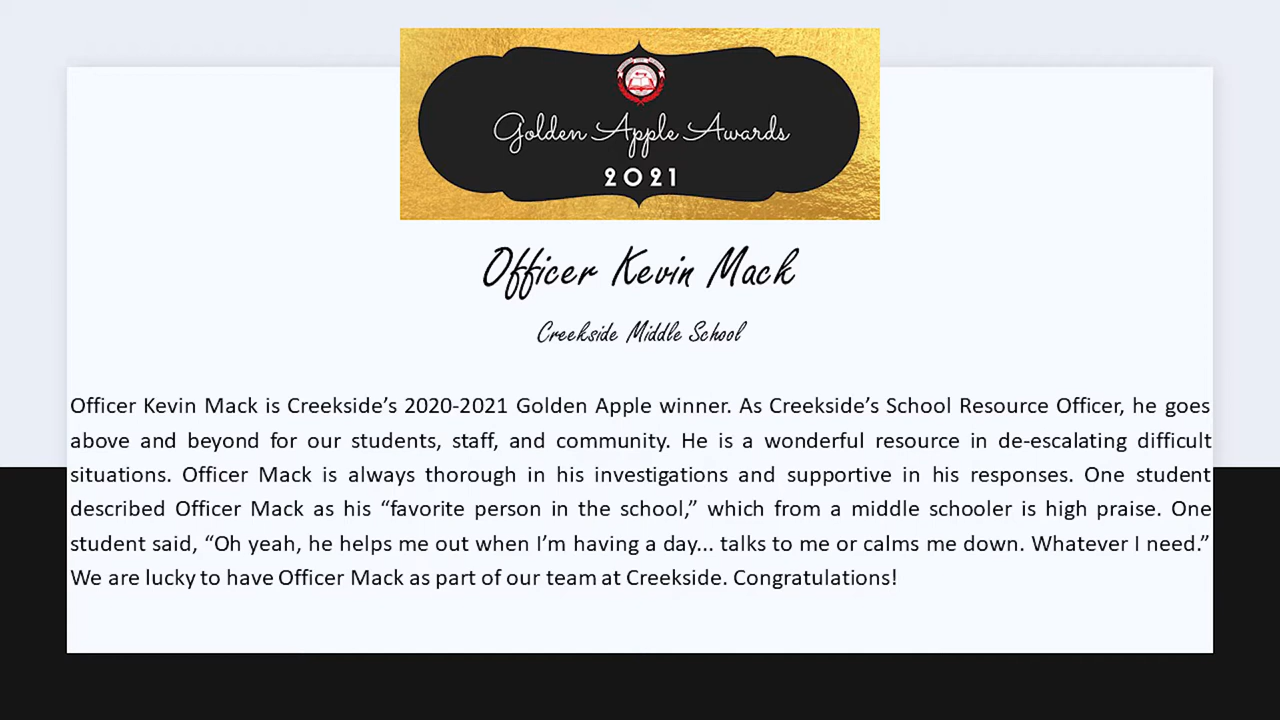 Golden Apple Awards
2021
Officer Kevin Mack
Creekside Middle School
Officer Kevin Mack is Creekside’s 2020-2021 Golden Apple winner. As Creekside’s School Resource Officer, he goes
above and beyond for our students, staff, and community. He is a wonderful resource in de-escalating difficult
situations. Officer Mack is always thorough in his investigations and supportive in his responses. One student
described Officer Mack as his “favorite person in the school,” which from a middle schooler is high praise. One
student said, “Oh yeah, he helps me out when I’m having a day... talks to me or calms me down. Whatever I need.”
We are lucky to have Officer Mack as part of our team at Creekside. Congratulations!